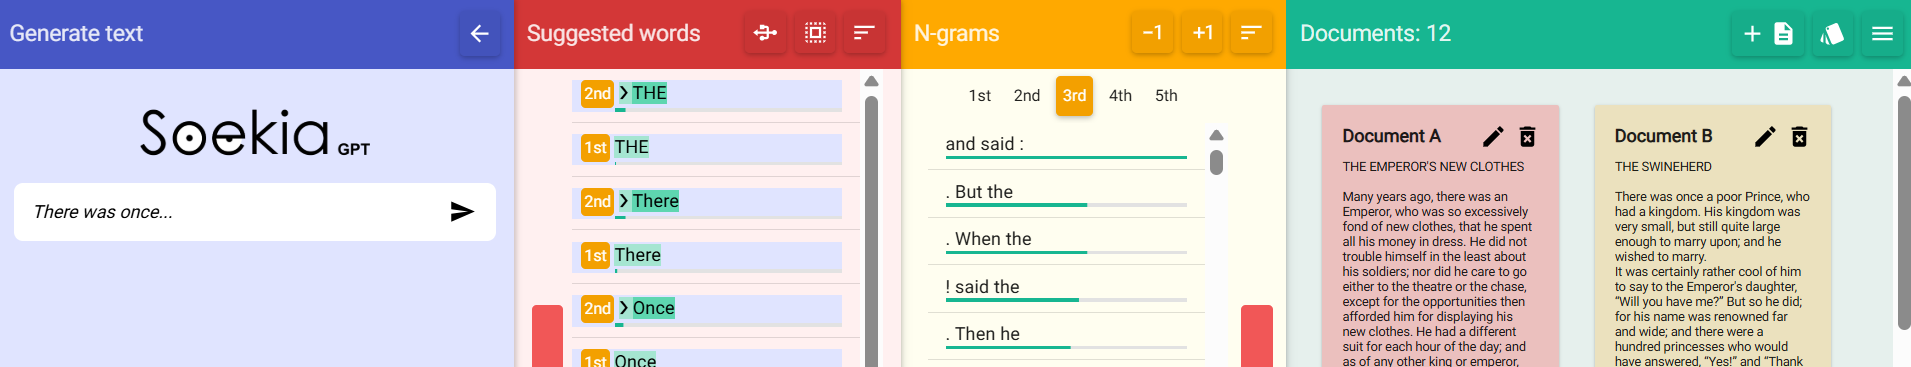 Generate text
Soekia GPT
There was once...
Suggested words
2nd > THE
1st THE
2nd > There
1st There
2nd > Once
1st Once
N-grams
−1
+1
1st 2nd 3rd 4th 5th
and said :
. But the
. When the
! said the
. Then he
Documents: 12
Document A
THE EMPEROR'S NEW CLOTHES
Many years ago, there was an
Emperor, who was so excessively
fond of new clothes, that he spent
all his money in dress. He did not
trouble himself in the least about
his soldiers; nor did he care to go
either to the theatre or the chase,
except for the opportunities then
afforded him for displaying his
new clothes. He had a different
suit for each hour of the day; and
as of any other king or emperor,
Document B
THE SWINEHERD
There was once a poor Prince, who
had a kingdom. His kingdom was
very small, but still quite large
enough to marry upon; and he
wished to marry.
It was certainly rather cool of him
to say to the Emperor's daughter,
“Will you have me?” But so he did;
for his name was renowned far
and wide; and there were a
hundred princesses who would
have answered, “Yes!” and “Thank